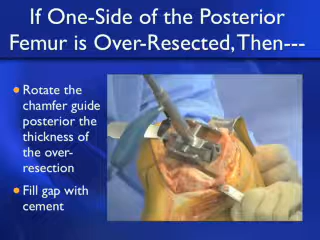 If One-Side of the Posterior
Femur is Over-Resected, Then---
Rotate the
chamfer guide
posterior the
thickness of
the over-
resection
Fill gap with
cement